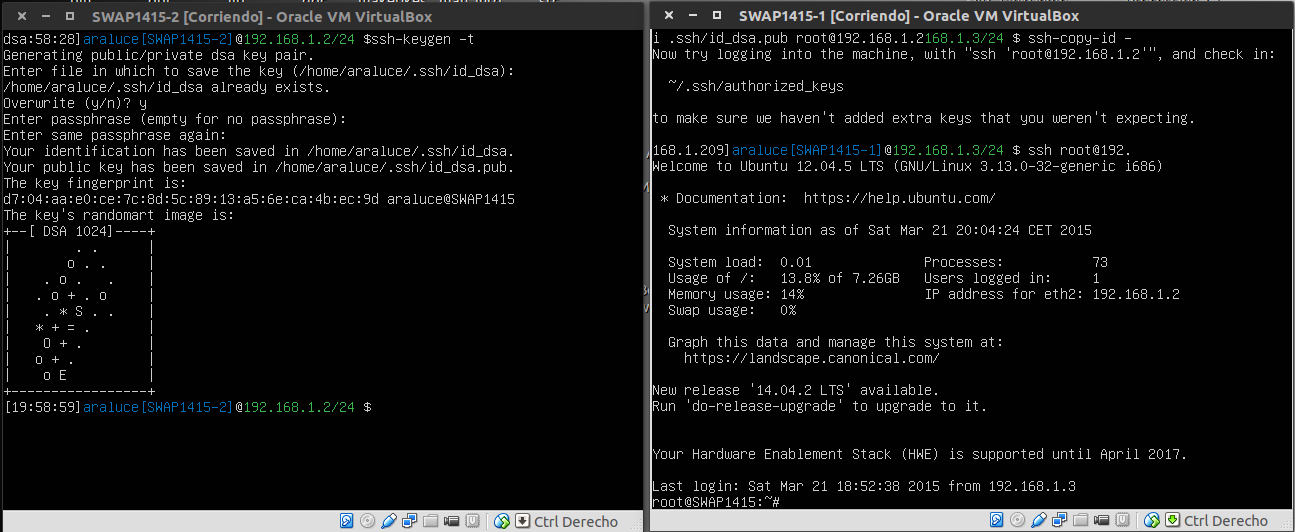 SWAP1415-2 [Corriendo] - Oracle VM VirtualBox
dsa:58:28]araluce[SWAP1415-2]@192.168.1.2/24 $ssh-keygen -t
Generating public/private dsa key pair.
Enter file in which to save the key (/home/araluce/.ssh/id_dsa):
/home/araluce/.ssh/id_dsa already exists.
Overwrite (y/n)? y
Enter passphrase (empty for no passphrase):
Enter same passphrase again:
Your identification has been saved in /home/araluce/.ssh/id_dsa.
Your public key has been saved in /home/araluce/.ssh/id_dsa.pub.
The key fingerprint is:
d7:04:aa:e0:ce:7c:8d:5c:89:13:a5:6e:ca:4b:ec:9d araluce@SWAP1415
The key's randomart image is:
+--[ DSA 1024]----+
|        . .      |
|       o . .     |
|    . o .   .    |
|   . o + . o     |
|    . * S . .    |
|   * + = .       |
|    O + .        |
|   o + .         |
|    o E          |
+-----------------+
[19:58:59]araluce[SWAP1415-2]@192.168.1.2/24 $
Ctrl Derecho
SWAP1415-1 [Corriendo] - Oracle VM VirtualBox
i .ssh/id_dsa.pub root@192.168.1.2168.1.3/24 $ ssh-copy-id -
Now try logging into the machine, with "ssh 'root@192.168.1.2'", and check in:
~/.ssh/authorized_keys
to make sure we haven't added extra keys that you weren't expecting.
168.1.209]araluce[SWAP1415-1]@192.168.1.3/24 $ ssh root@192.
Welcome to Ubuntu 12.04.5 LTS (GNU/Linux 3.13.0-32-generic i686)
* Documentation:  https://help.ubuntu.com/
System information as of Sat Mar 21 20:04:24 CET 2015
System load:  0.01              Processes:           73
Usage of /:   13.8% of 7.26GB   Users logged in:     1
Memory usage: 14%               IP address for eth2: 192.168.1.2
Swap usage:   0%
Graph this data and manage this system at:
https://landscape.canonical.com/
New release '14.04.2 LTS' available.
Run 'do-release-upgrade' to upgrade to it.
Your Hardware Enablement Stack (HWE) is supported until April 2017.
Last login: Sat Mar 21 18:52:38 2015 from 192.168.1.3
root@SWAP1415:~#
Ctrl Derecho